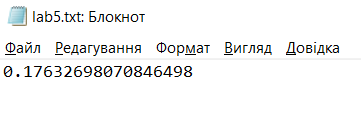 lab5.txt: Блокнот
Файл Редагування Формат Вигляд Довідка
0.17632698070846498